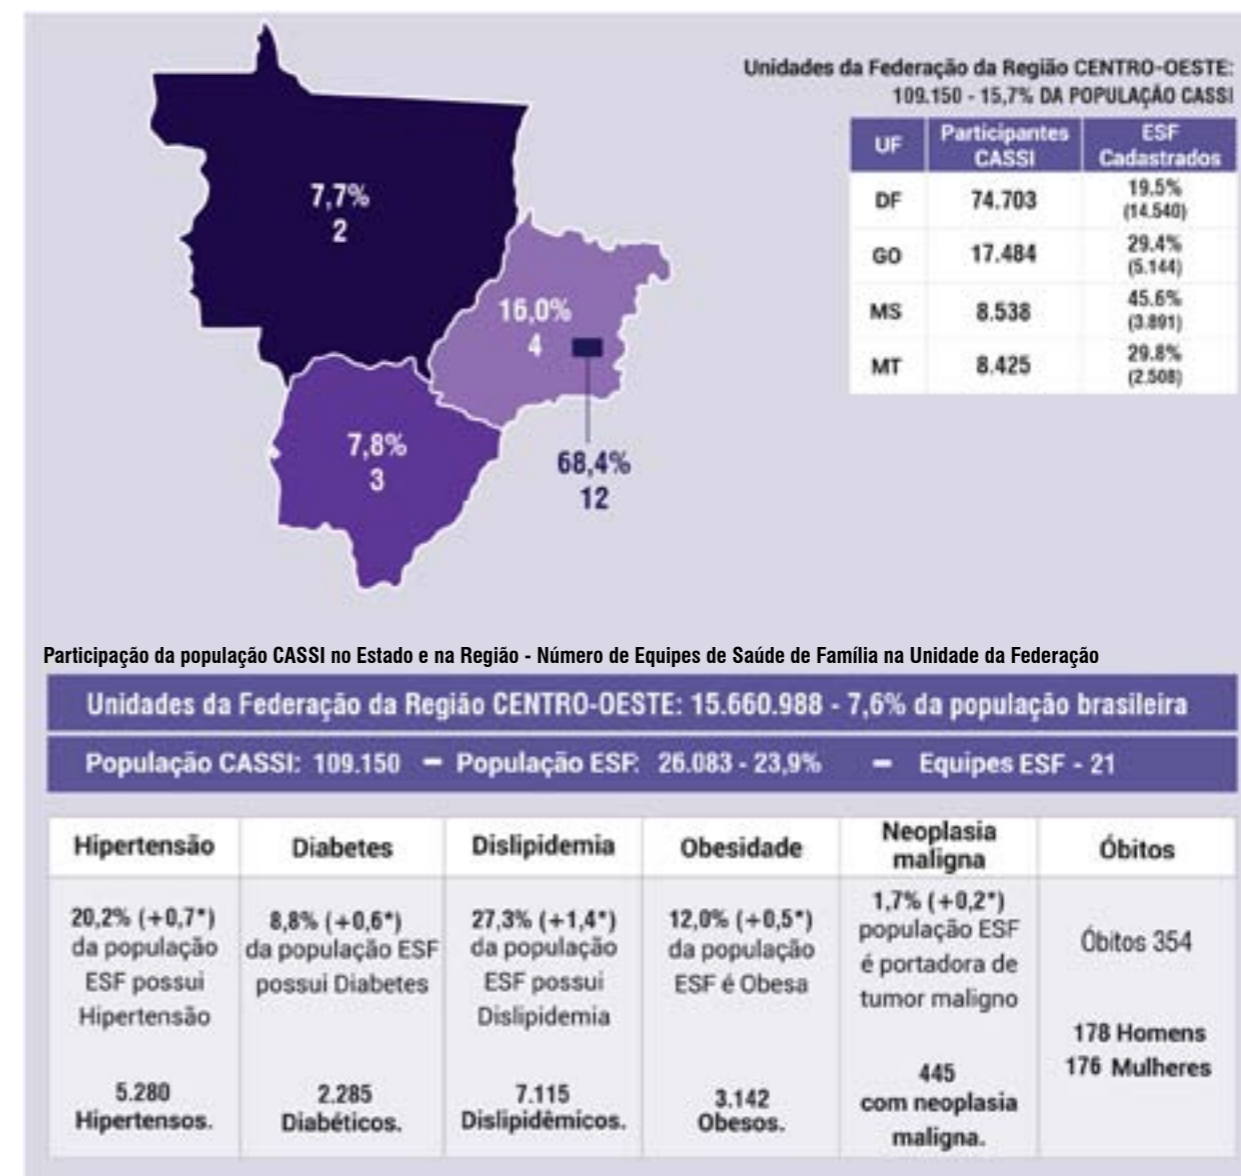 Unidades da Federação da Região CENTRO-OESTE:
109.150 - 15,7% DA POPULAÇÃO CASSI
UF
Participantes
CASSI
ESF
Cadastrados
DF
74.703
19.5%
(14.540)
GO
17.484
29.4%
(5.144)
MS
8.538
45.6%
(3.891)
MT
8.425
29.8%
(2.508)
7,7%
2
16,0%
4
7,8%
3
68,4%
12
Participação da população CASSI no Estado e na Região - Número de Equipes de Saúde de Família na Unidade da Federação
Unidades da Federação da Região CENTRO-OESTE: 15.660.988 - 7,6% da população brasileira
População CASSI: 109.150 – População ESF: 26.083 - 23,9% – Equipes ESF - 21
Hipertensão
20,2% (+0,7*)
da população
ESF possui
Hipertensão
5.280
Hipertensos.
Diabetes
8,8% (+0,6*)
da população ESF
possui Diabetes
2.285
Diabéticos.
Dislipidemia
27,3% (+1,4*)
da população
ESF possui
Dislipidemia
7.115
Dislipidêmicos.
Obesidade
12,0% (+0,5*)
da população
ESF é Obesa
3.142
Obesos.
Neoplasia
maligna
1,7% (+0,2*)
população ESF
é portadora de
tumor maligno
445
com neoplasia
maligna.
Óbitos
Óbitos 354
178 Homens
176 Mulheres